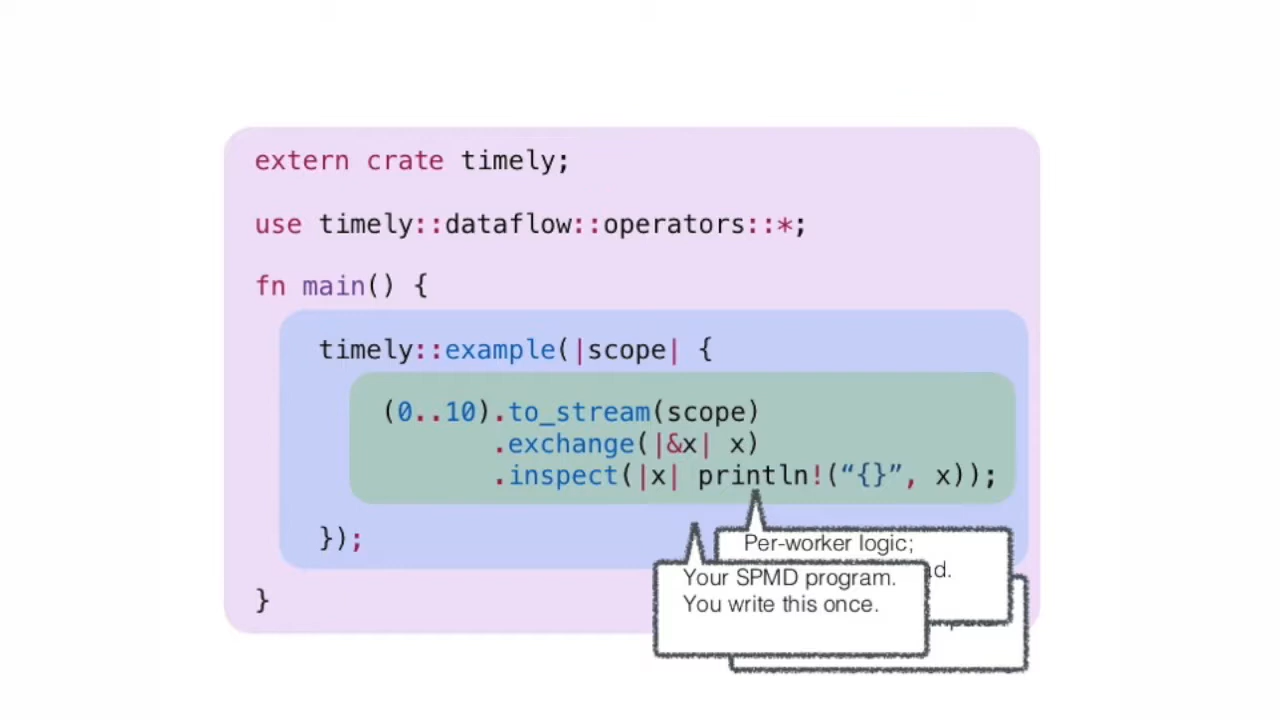 extern crate timely;
use timely::dataflow::operators::*;
fn main() {
timely::example(|scope| {
(0..10).to_stream(scope)
.exchange(|&x| x)
.inspect(|x| println!(“{}”, x));
});
}
Per-worker logic;
Your SPMD program.
You write this once.